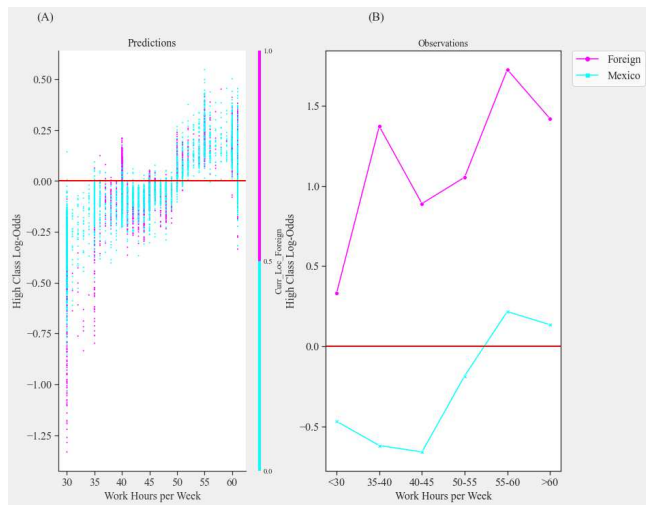 (A)
(B)
Predictions
Observations
1.0
Foreign
Mexico
0.50
0.25
0.00
−0.25
−0.50
−0.75
−1.00
−1.25
High Class Log-Odds
30
35
40
45
50
55
60
Work Hours per Week
0.5
0.0
Curr_Loc_Foreign
1.5
1.0
0.5
0.0
−0.5
High Class Log-Odds
<30
35-40
40-45
50-55
55-60
>60
Work Hours per Week